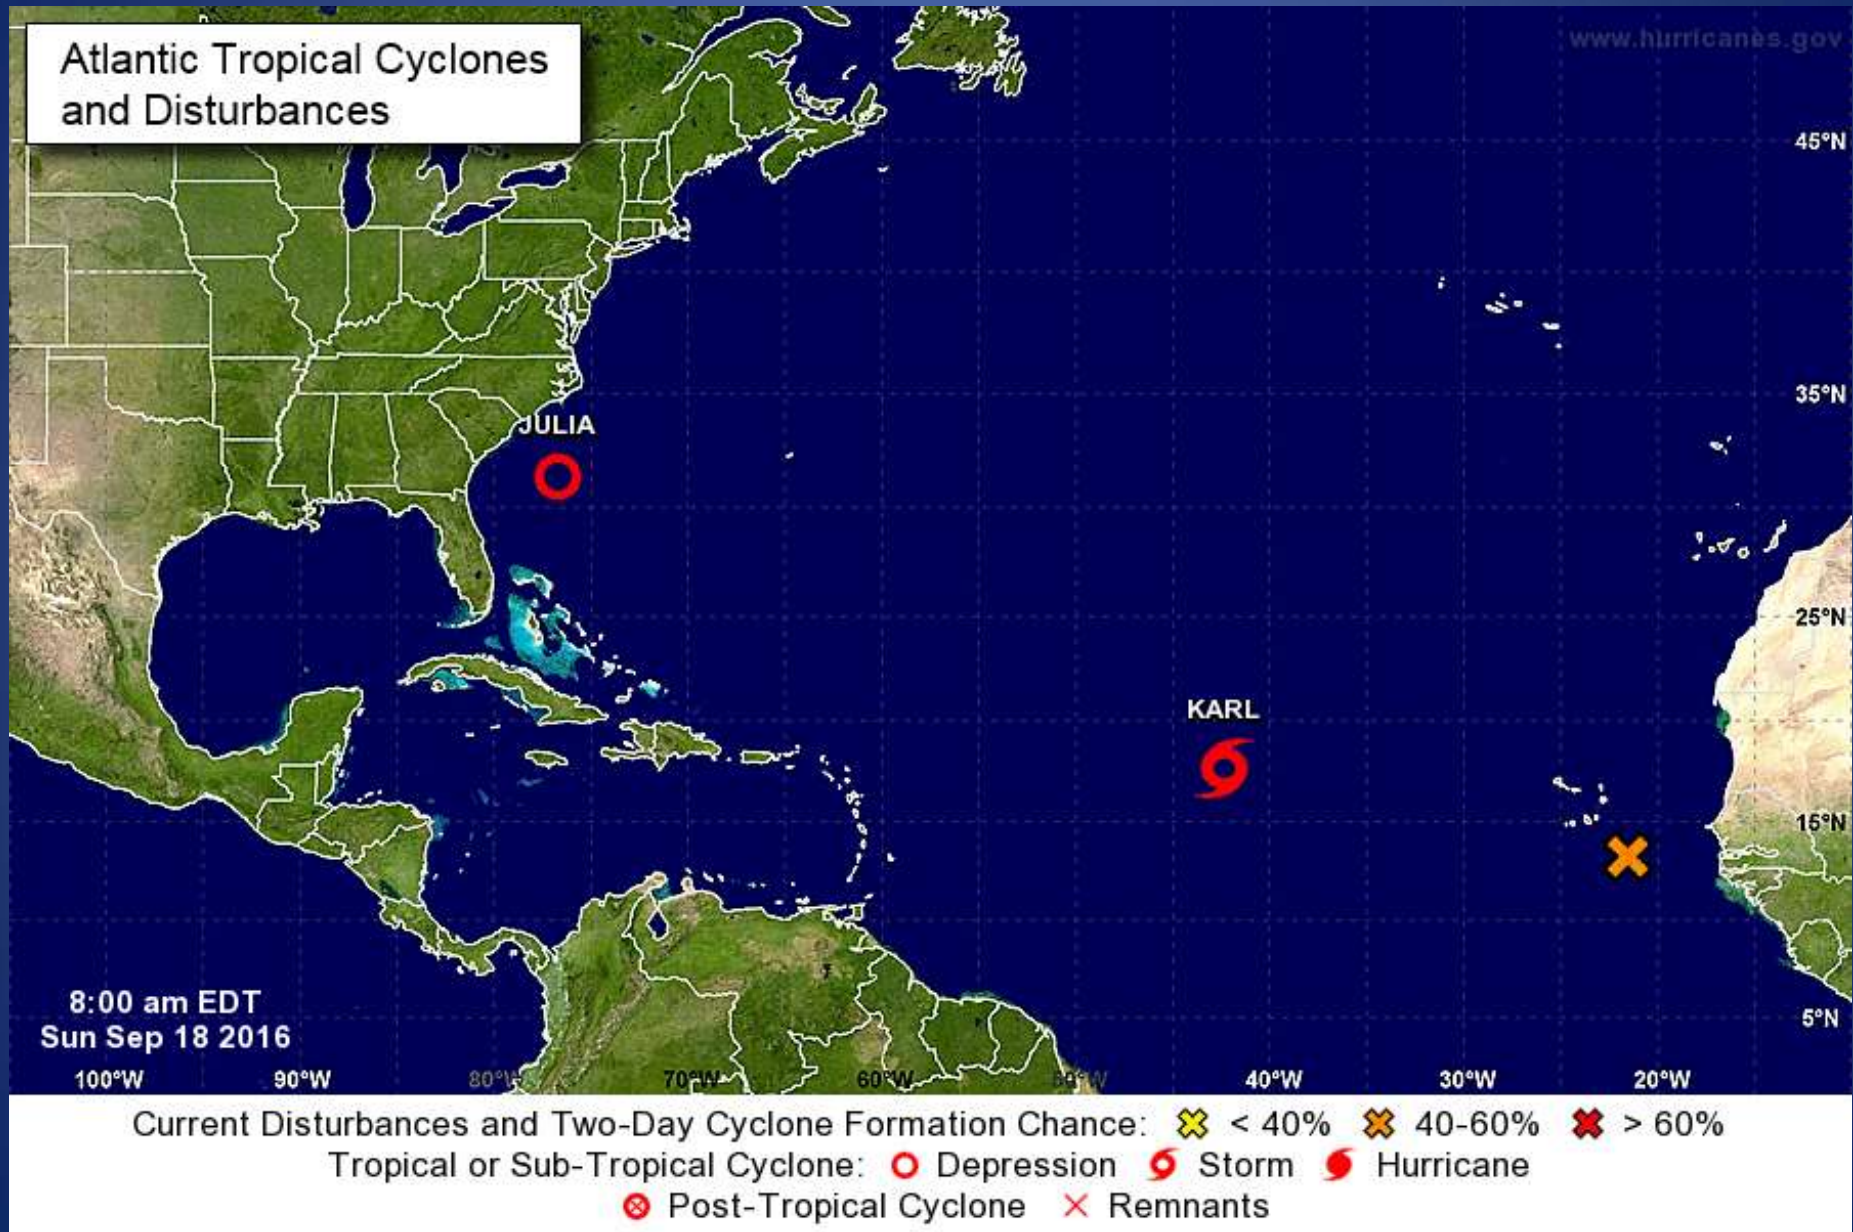 Atlantic Tropical Cyclones
and Disturbances
www.hurricanes.gov
45°N
35°N
JULIA
25°N
KARL
15°N
8:00 am EDT
Sun Sep 18 2016
5°N
100°W 90°W 80°W 70°W 60°W 50°W 40°W 30°W 20°W
Current Disturbances and Two-Day Cyclone Formation Chance: < 40% 40-60% > 60%
Tropical or Sub-Tropical Cyclone: Depression Storm Hurricane
Post-Tropical Cyclone Remnants